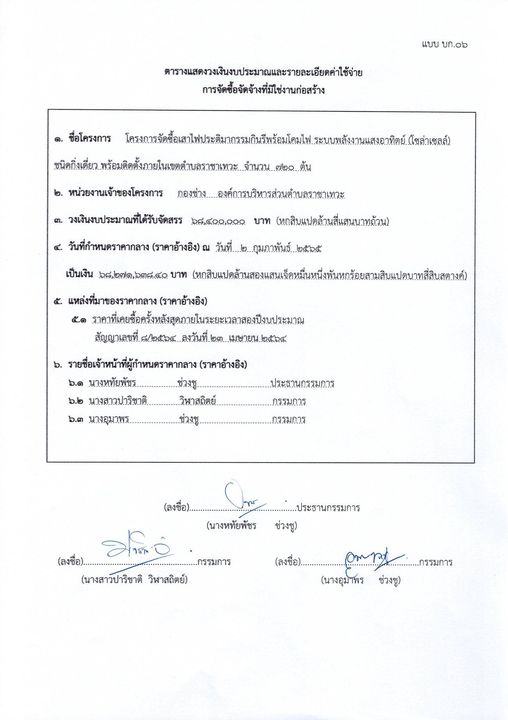 แบบ บก.๐๖
ตารางแสดงวงเงินงบประมาณและรายละเอียดค่าใช้จ่าย
การจัดซื้อจัดจ้างที่มิใช่งานก่อสร้าง
๑. ชื่อโครงการ โครงการจัดซื้อเสาไฟประติมากรรมกินรีพร้อมโคมไฟ ระบบพลังงานแสงอาทิตย์ (โซล่าเซลล์)
ชนิดกิ่งเดี่ยว พร้อมติดตั้งภายในเขตตำบลราชาเทวะ จำนวน ๗๒๐ ต้น
๒. หน่วยงานเจ้าของโครงการ กองช่าง องค์การบริหารส่วนตำบลราชาเทวะ
๓. วงเงินงบประมาณที่ได้รับจัดสรร ๖๘,๔๐๐,๐๐๐ บาท (หกสิบแปดล้านสี่แสนบาทถ้วน)
๔. วันที่กำหนดราคากลาง (ราคาอ้างอิง) ณ วันที่ ๒ กุมภาพันธ์ ๒๕๖๕
เป็นเงิน ๖๘,๒๗๑,๖๓๘.๔๐ บาท (หกสิบแปดล้านสองแสนเจ็ดหมื่นหนึ่งพันหกร้อยสามสิบแปดบาทสี่สิบสตางค์)
๕. แหล่งที่มาของราคากลาง (ราคาอ้างอิง)
๕.๑ ราคาที่เคยซื้อครั้งหลังสุดภายในระยะเวลาสองปีงบประมาณ
สัญญาเลขที่ ๘/๒๕๖๔ ลงวันที่ ๒๓ เมษายน ๒๕๖๔
๖. รายชื่อเจ้าหน้าที่ผู้กำหนดราคากลาง (ราคาอ้างอิง)
๖.๑ นางหทัยพัชร...............ช่วงชู...............ประธานกรรมการ
๖.๒ นางสาวปาริชาติ...............วิฬาสถิตย์...............กรรมการ
๖.๓ นางอุมาพร...............ช่วงชู...............กรรมการ
(ลงชื่อ)...............ประธานกรรมการ
(นางหทัยพัชร ช่วงชู)
(ลงชื่อ)...............กรรมการ (ลงชื่อ)...............กรรมการ
(นางสาวปาริชาติ วิฬาสถิตย์) (นางอุมาพร ช่วงชู)